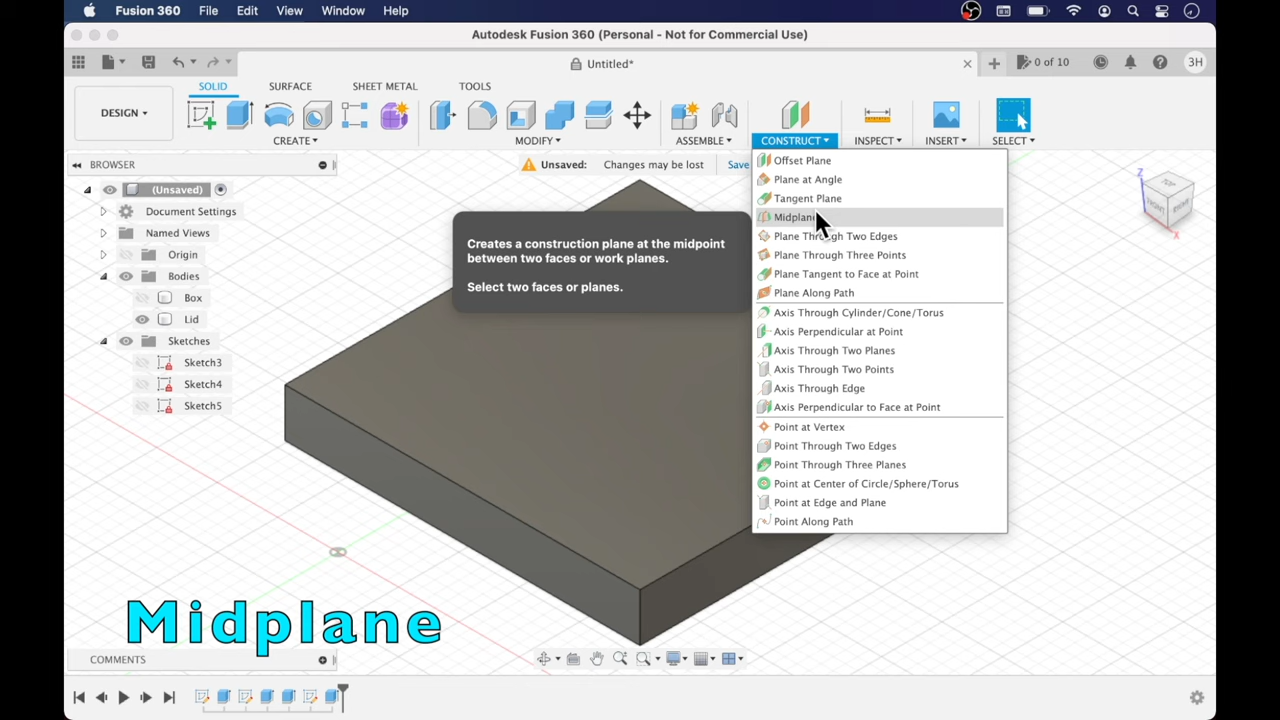 Fusion 360 File Edit View Window Help
Autodesk Fusion 360 (Personal - Not for Commercial Use)
Untitled*
0 of 10
3H
SOLID SURFACE SHEET METAL TOOLS
DESIGN
CREATE MODIFY ASSEMBLE CONSTRUCT INSPECT INSERT SELECT
BROWSER
Unsaved: Changes may be lost Save
(Unsaved)
Document Settings
Named Views
Origin
Bodies
Box
Lid
Sketches
Sketch3
Sketch4
Sketch5
Creates a construction plane at the midpoint
between two faces or work planes.
Select two faces or planes.
Offset Plane
Plane at Angle
Tangent Plane
Midplane
Plane Through Two Edges
Plane Through Three Points
Plane Tangent to Face at Point
Plane Along Path
Axis Through Cylinder/Cone/Torus
Axis Perpendicular at Point
Axis Through Two Planes
Axis Through Two Points
Axis Through Edge
Axis Perpendicular to Face at Point
Point at Vertex
Point Through Two Edges
Point Through Three Planes
Point at Center of Circle/Sphere/Torus
Point at Edge and Plane
Point Along Path
Z
TOP
FRONT
RIGHT
X
Midplane
COMMENTS